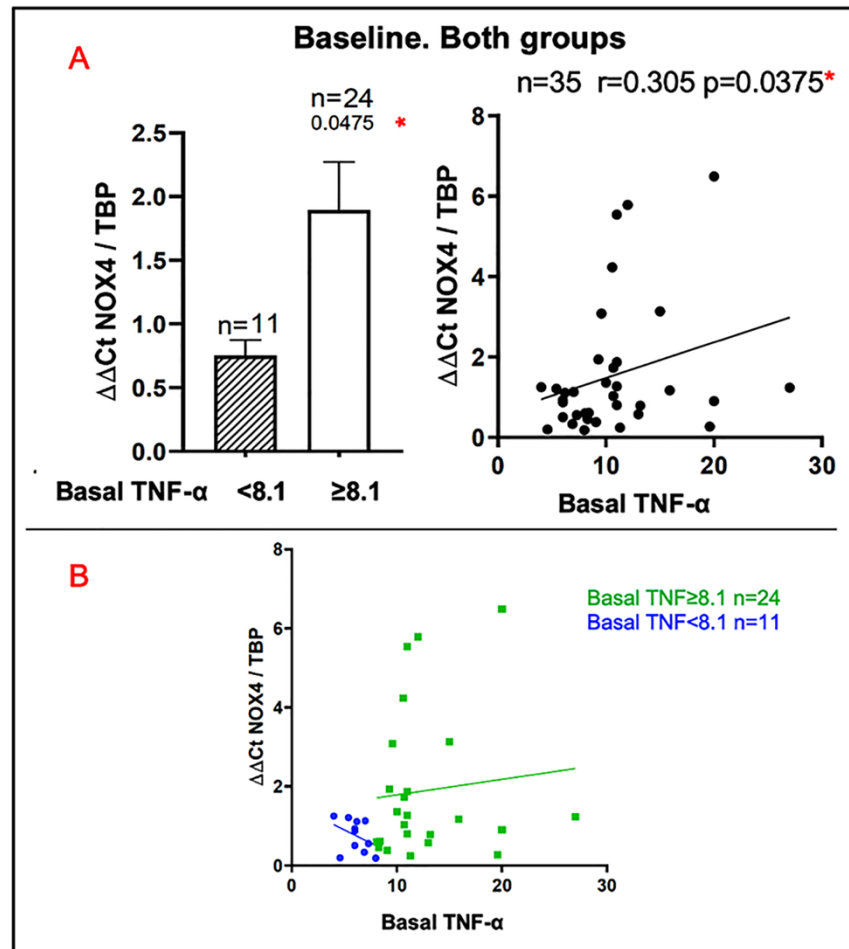 Baseline. Both groups
A
n=35 r=0.305 p=0.0375*
n=24
0.0475 *
n=11
ΔΔCt NOX4 / TBP
2.5
2.0
1.5
1.0
0.5
0.0
Basal TNF-α <8.1 ≥8.1
ΔΔCt NOX4 / TBP
8
6
4
2
0
0 10 20 30
Basal TNF-α
B
ΔΔCt NOX4 / TBP
8
6
4
2
0
0 10 20 30
Basal TNF-α
Basal TNF≥8.1 n=24
Basal TNF<8.1 n=11